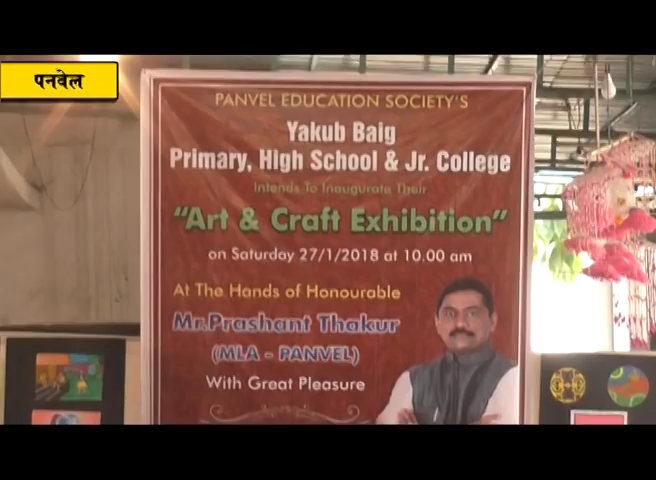 पनवेल
PANVEL EDUCATION SOCIETY'S
Yakub Baig
Primary, High School & Jr. College
Intends To Inaugurate Their
"Art & Craft Exhibition"
on Saturday 27/1/2018 at 10.00 am
At The Hands of Honourable
Mr.Prashant Thakur
(MLA - PANVEL)
With Great Pleasure